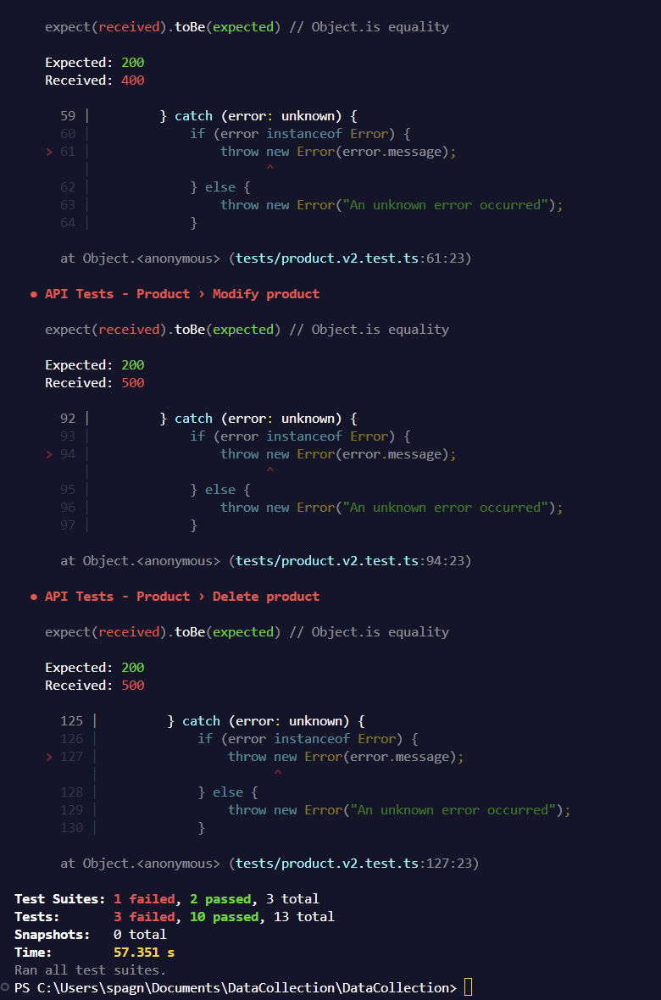 expect(received).toBe(expected) // Object.is equality
Expected: 200
Received: 400
59 | } catch (error: unknown) {
60 | if (error instanceof Error) {
> 61 | throw new Error(error.message);
| ^
62 | } else {
63 | throw new Error("An unknown error occurred");
64 | }
at Object.<anonymous> (tests/product.v2.test.ts:61:23)
● API Tests - Product › Modify product
expect(received).toBe(expected) // Object.is equality
Expected: 200
Received: 500
92 | } catch (error: unknown) {
93 | if (error instanceof Error) {
> 94 | throw new Error(error.message);
| ^
95 | } else {
96 | throw new Error("An unknown error occurred");
97 | }
at Object.<anonymous> (tests/product.v2.test.ts:94:23)
● API Tests - Product › Delete product
expect(received).toBe(expected) // Object.is equality
Expected: 200
Received: 500
125 | } catch (error: unknown) {
126 | if (error instanceof Error) {
> 127 | throw new Error(error.message);
| ^
128 | } else {
129 | throw new Error("An unknown error occurred");
130 | }
at Object.<anonymous> (tests/product.v2.test.ts:127:23)
Test Suites: 1 failed, 2 passed, 3 total
Tests: 3 failed, 10 passed, 13 total
Snapshots: 0 total
Time: 57.351 s
Ran all test suites.
PS C:\Users\spagn\Documents\DataCollection\DataCollection>